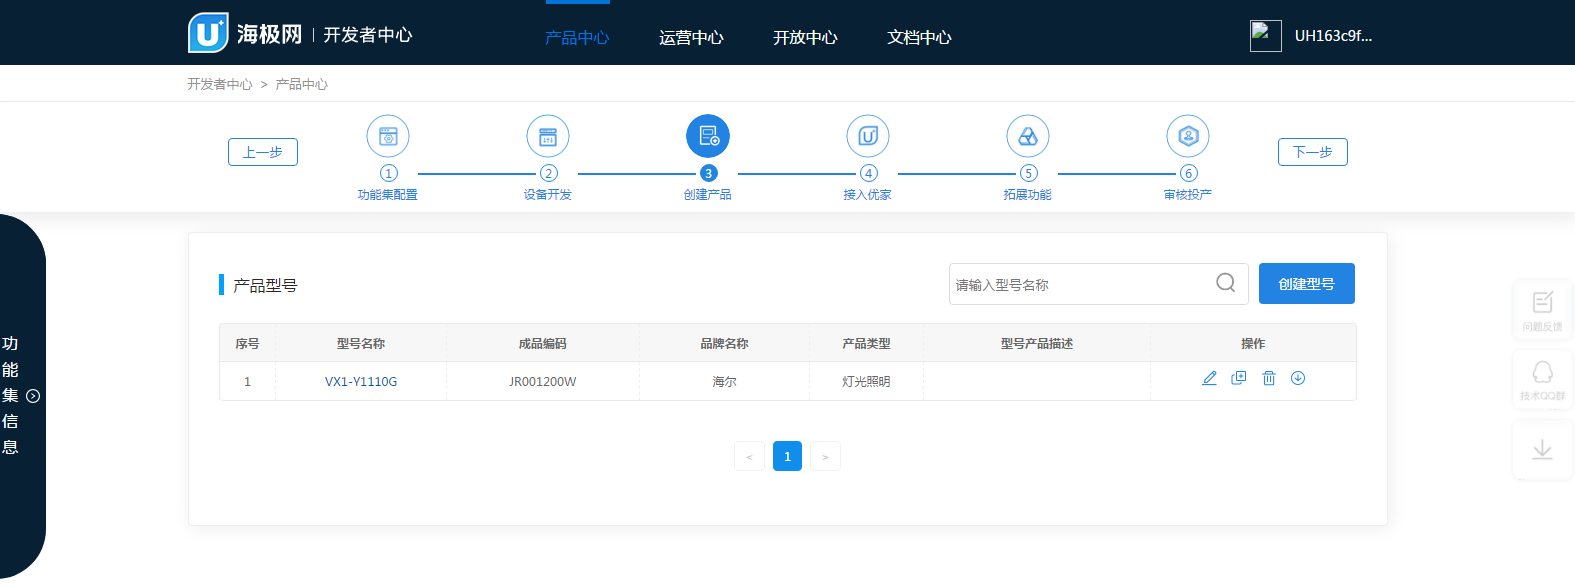 海极网 | 开发者中心
产品中心 运营中心 开放中心 文档中心
UH163c9f...
开发者中心 > 产品中心
上一步
1 2 3 4 5 6
功能集配置 设备开发 创建产品 接入优家 拓展功能 审核投产
下一步
功能集信息
产品型号
请输入型号名称
创建型号
序号 型号名称 成品编码 品牌名称 产品类型 型号产品描述 操作
1 VX1-Y1110G JR001200W 海尔 灯光照明
< 1 >
问题反馈
技术QQ群